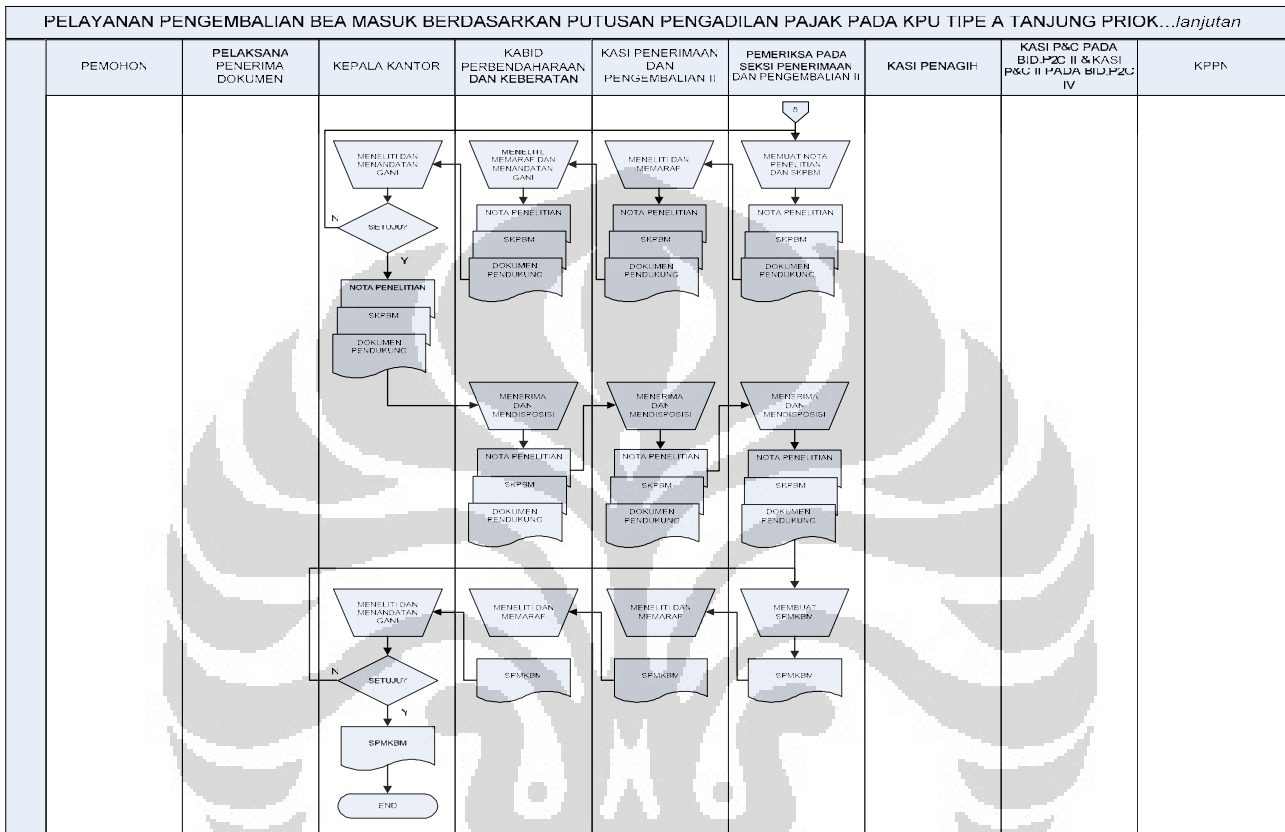 PELAYANAN PENGEMBALIAN BEA MASUK BERDASARKAN PUTUSAN PENGADILAN PAJAK PADA KPU TIPE A TANJUNG PRIOK...lanjutan
PEMOHON
PELAKSANA
PENERIMA
DOKUMEN
KEPALA KANTOR
KABID
PERBENDAHARAAN
DAN KEBERATAN
KASI PENERIMAAN
DAN
PENGEMBALIAN II
PEMERIKSA PADA
SEKSI PENERIMAAN
DAN PENGEMBALIAN II
KASI PENAGIH
KASI P&C PADA
BID.P2C II & KASI
P&C II PADA BID.P2C
IV
KPPN
MENELITI DAN
MENANDATAN
GANI
MENELITI,
MEMARAF DAN
MENANDATAN
GANI
MENELITI DAN
MEMARAF
MEMUAT NOTA
PENELITIAN
DAN SKPBM
NOTA PENELITIAN
SKPBM
DOKUMEN
PENDUKUNG
NOTA PENELITIAN
SKPBM
DOKUMEN
PENDUKUNG
NOTA PENELITIAN
SKPBM
DOKUMEN
PENDUKUNG
N
SETUJU?
Y
NOTA PENELITIAN
SKPBM
DOKUMEN
PENDUKUNG
MENERIMA
DAN
MENDISPOSISI
MENERIMA
DAN
MENDISPOSISI
MENERIMA
DAN
MENDISPOSISI
NOTA PENELITIAN
SKPBM
DOKUMEN
PENDUKUNG
NOTA PENELITIAN
SKPBM
DOKUMEN
PENDUKUNG
NOTA PENELITIAN
SKPBM
DOKUMEN
PENDUKUNG
MENELITI DAN
MENANDATAN
GANI
MENELITI DAN
MEMARAF
MENELITI DAN
MEMARAF
MEMBUAT
SPMKBM
N
SETUJU?
Y
SPMKBM
SPMKBM
SPMKBM
SPMKBM
END